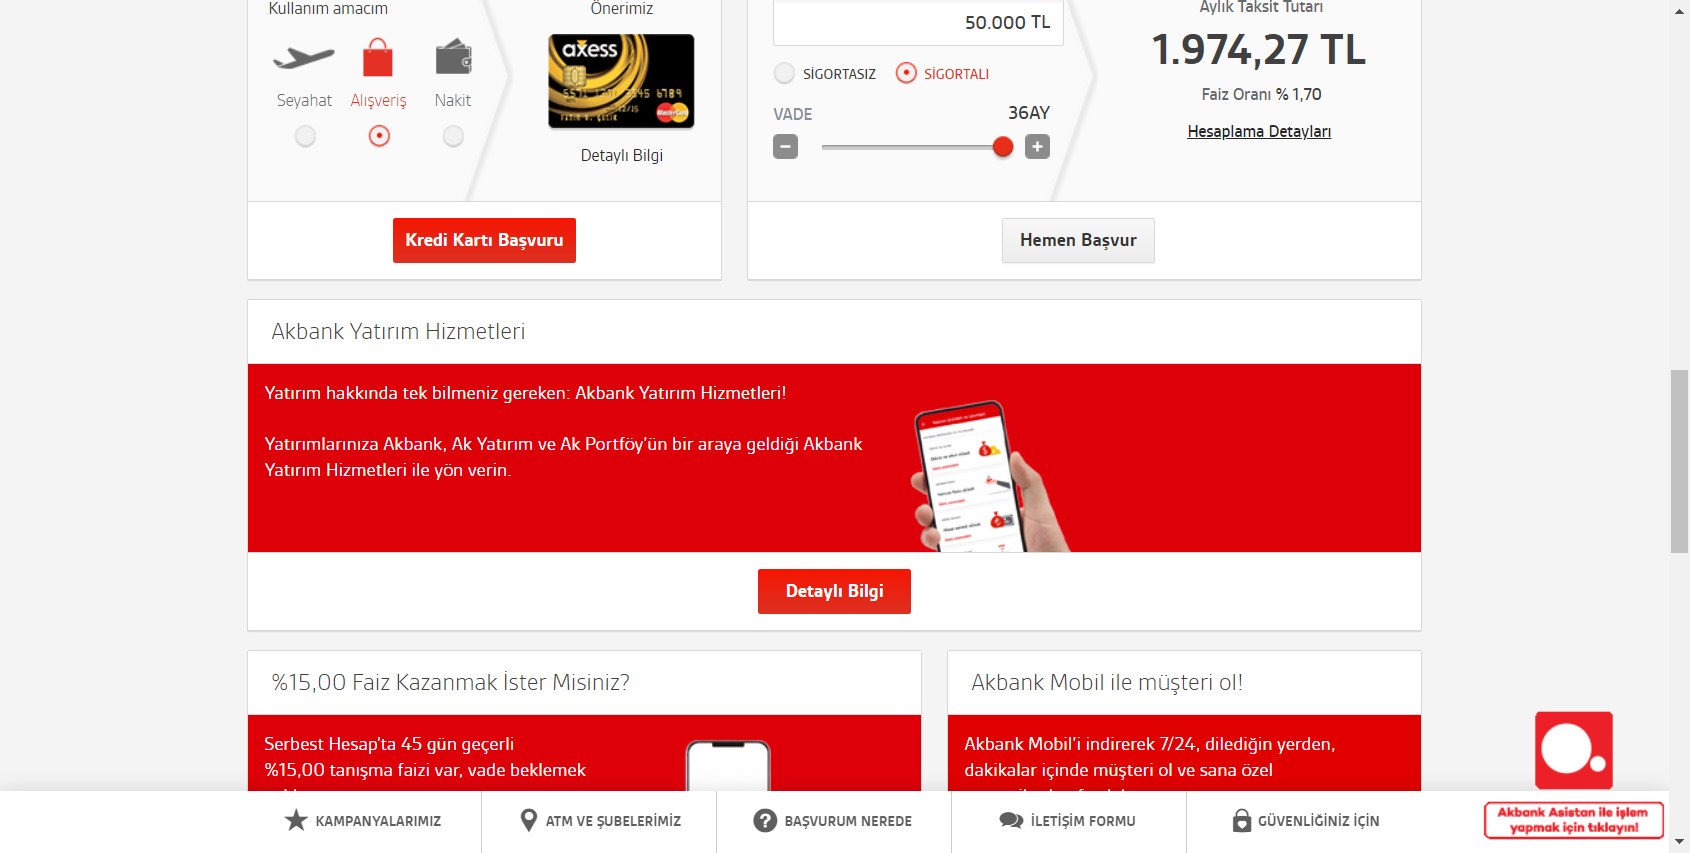 Kullanım amacım
Önerimiz
axess
Seyahat
Alışveriş
Nakit
Detaylı Bilgi
Kredi Kartı Başvuru
50.000 TL
SİGORTASIZ
SİGORTALI
VADE
36AY
Aylık Taksit Tutarı
1.974,27 TL
Faiz Oranı % 1,70
Hesaplama Detayları
Hemen Başvur
Akbank Yatırım Hizmetleri
Yatırım hakkında tek bilmeniz gereken: Akbank Yatırım Hizmetleri!
Yatırımlarınıza Akbank, Ak Yatırım ve Ak Portföy'ün bir araya geldiği Akbank
Yatırım Hizmetleri ile yön verin.
Detaylı Bilgi
%15,00 Faiz Kazanmak İster Misiniz?
Serbest Hesap'ta 45 gün geçerli
%15,00 tanışma faizi var, vade beklemek
Akbank Mobil ile müşteri ol!
Akbank Mobil'i indirerek 7/24, dilediğin yerden,
dakikalar içinde müşteri ol ve sana özel
KAMPANYALARIMIZ
ATM VE ŞUBELERİMİZ
BAŞVURUM NEREDE
İLETİŞİM FORMU
GÜVENLİĞİNİZ İÇİN
Akbank Asistan ile işlem
yapmak için tıklayın!